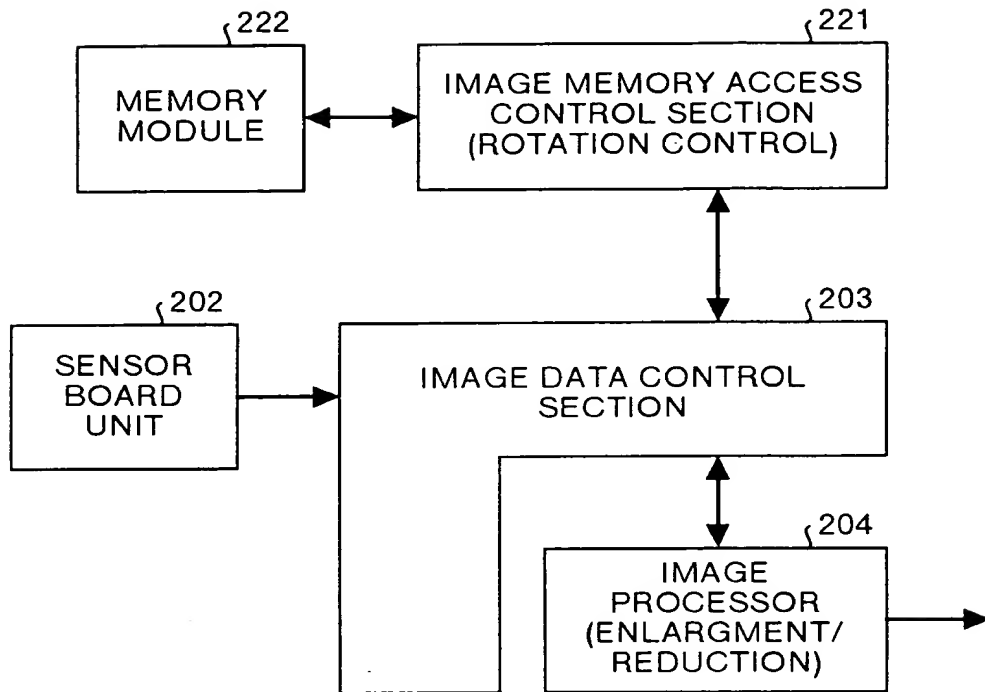 222
221
MEMORY
MODULE
IMAGE MEMORY ACCESS
CONTROL SECTION
(ROTATION CONTROL)
202
203
SENSOR
BOARD
UNIT
IMAGE DATA CONTROL
SECTION
204
IMAGE
PROCESSOR
(ENLARGMENT/
REDUCTION)